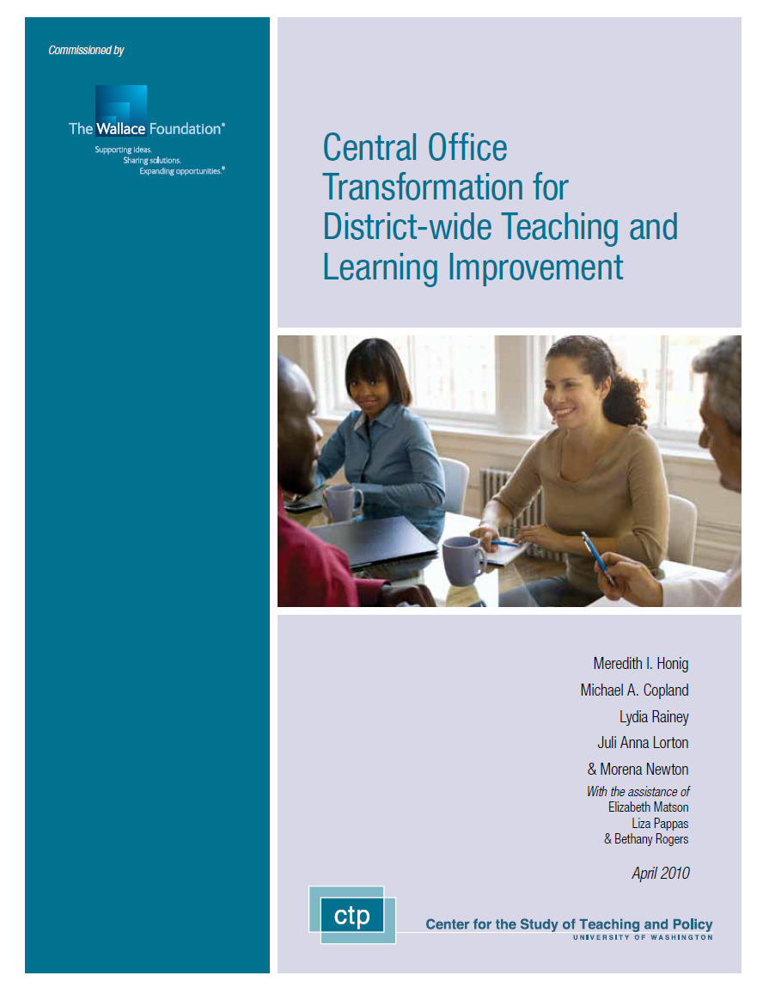 Commissioned by
The Wallace Foundation®
Supporting ideas.
Sharing solutions.
Expanding opportunities.®
Central Office
Transformation for
District-wide Teaching and
Learning Improvement
Meredith I. Honig
Michael A. Copland
Lydia Rainey
Juli Anna Lorton
& Morena Newton
With the assistance of
Elizabeth Matson
Liza Pappas
& Bethany Rogers
April 2010
ctp
Center for the Study of Teaching and Policy
UNIVERSITY OF WASHINGTON